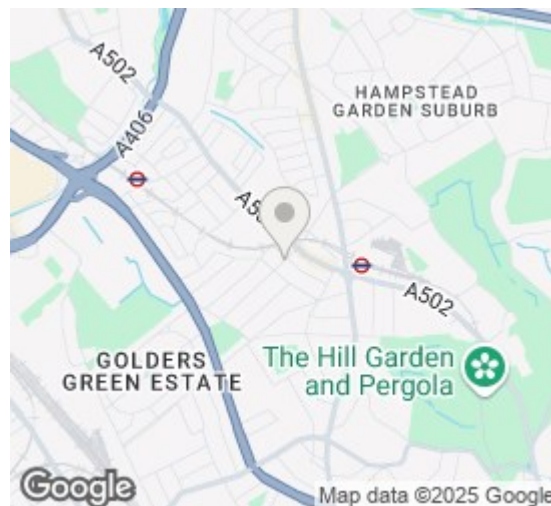 A502
HAMPSTEAD
GARDEN SUBURB
A406
A502
GOLDERS
GREEN ESTATE
The Hill Garden
and Pergola
Google
Map data ©2025 Google